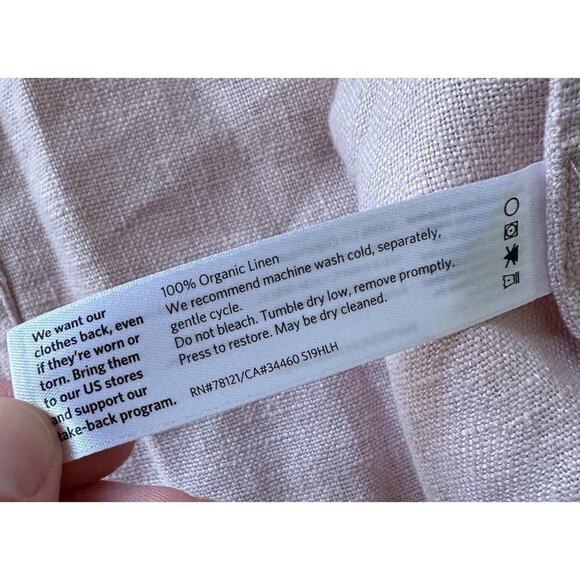 We want our
clothes back, even
if they're worn or
torn. Bring them
to our US stores
and support our
take-back program.
100% Organic Linen
We recommend machine wash cold, separately,
gentle cycle.
Do not bleach. Tumble dry low, remove promptly.
Press to restore. May be dry cleaned.
RN#78121/CA#34460 S19HLH